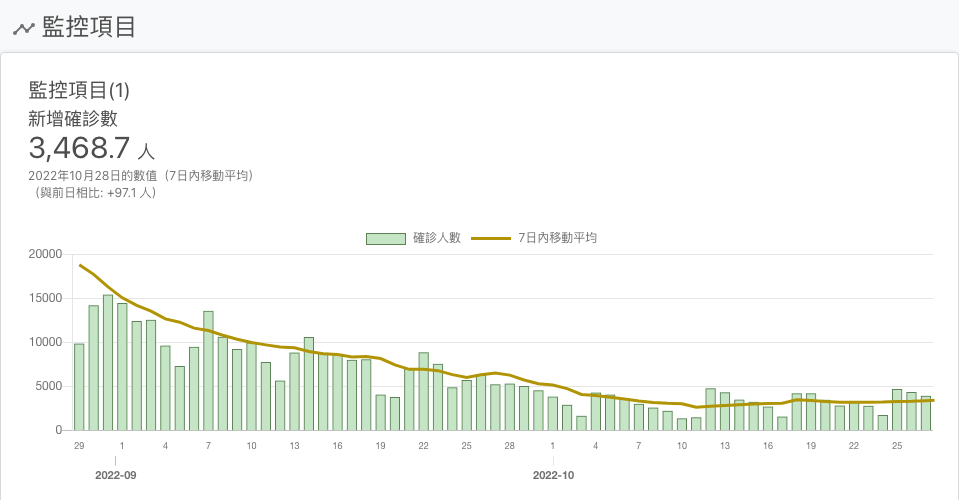 監控項目
監控項目(1)
新增確診數
3,468.7 人
2022年10月28日的數值（7日內移動平均）
（與前日相比: +97.1 人）
確診人數 7日內移動平均
20000
15000
10000
5000
0
29 1 4 7 10 13 16 19 22 25 28 1 4 7 10 13 16 19 22 25
2022-09 2022-10